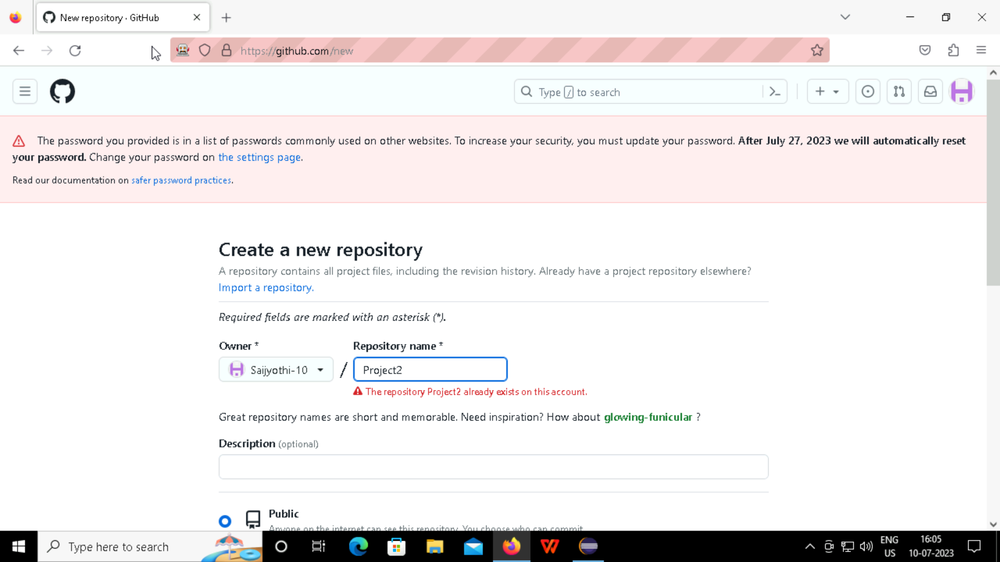 New repository · GitHub
https://github.com/new
Type / to search
The password you provided is in a list of passwords commonly used on other websites. To increase your security, you must update your password. After July 27, 2023 we will automatically reset
your password. Change your password on the settings page.
Read our documentation on safer password practices.
Create a new repository
A repository contains all project files, including the revision history. Already have a project repository elsewhere?
Import a repository.
Required fields are marked with an asterisk (*).
Owner *
Repository name *
Saijyothi-10
/
Project2
The repository Project2 already exists on this account.
Great repository names are short and memorable. Need inspiration? How about glowing-funicular ?
Description (optional)
Public
Anyone on the internet can see this repository. You choose who can commit.
Type here to search
ENG
US
16:05
10-07-2023